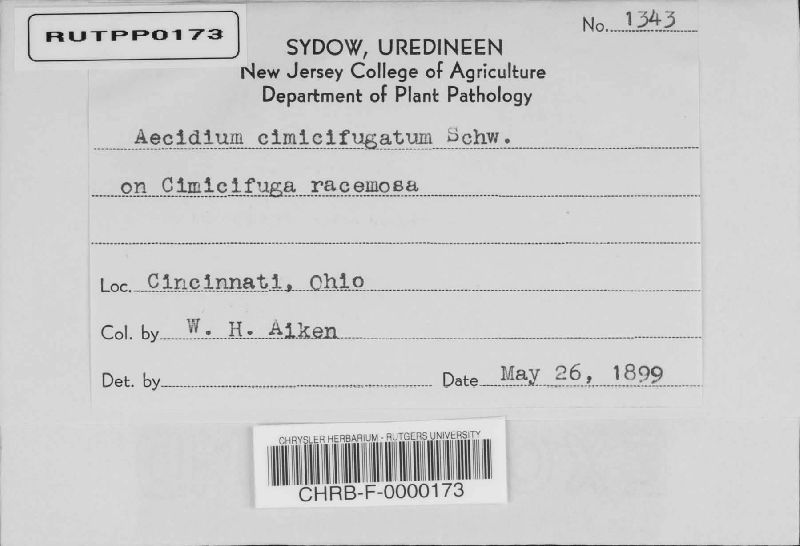 RUTPP0173
No. 1343
SYDOW, UREDINEEN
New Jersey College of Agriculture
Department of Plant Pathology
Aecidium cimicifugatum Schw.
on Cimicifuga racemosa
Loc. Cincinnati, Ohio
Col. by W. H. Aiken
Det. by
Date May 26, 1899
CHRYSLER HERBARIUM - RUTGERS UNIVERSITY
CHRB-F-0000173